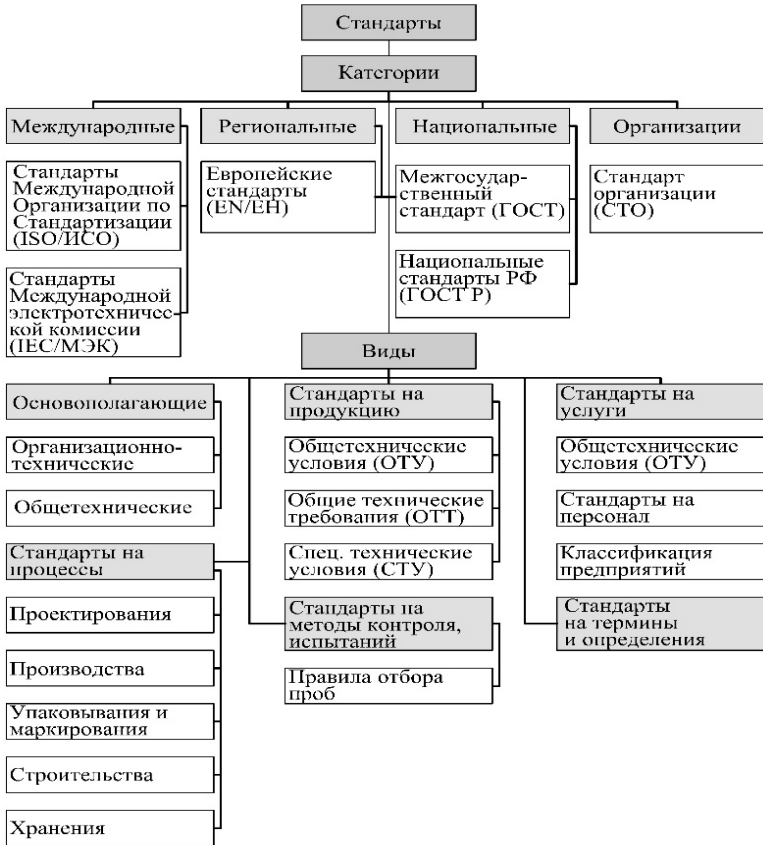 Стандарты
Категории
Международные
Региональные
Национальные
Организации
Стандарты
Международной
Организации по
Стандартизации
(ISO/ИСО)
Европейские
стандарты
(EN/ЕН)
Межгосудар-
ственный
стандарт (ГОСТ)
Стандарт
организации
(СТО)
Стандарты
Международной
электротехничес
кой комиссии
(IEC/МЭК)
Национальные
стандарты РФ
(ГОСТ Р)
Виды
Основополагающие
Организационно-
технические
Общетехнические
Стандарты на
продукцию
Общетехнические
условия (ОТУ)
Общие технические
требования (ОТТ)
Спец. технические
условия (СТУ)
Стандарты на
услуги
Общетехнические
условия (ОТУ)
Стандарты на
персонал
Классификация
предприятий
Стандарты на
процессы
Проектирования
Производства
Упаковывания и
маркирования
Строительства
Хранения
Стандарты на
методы контроля,
испытаний
Правила отбора
проб
Стандарты
на термины
и определения